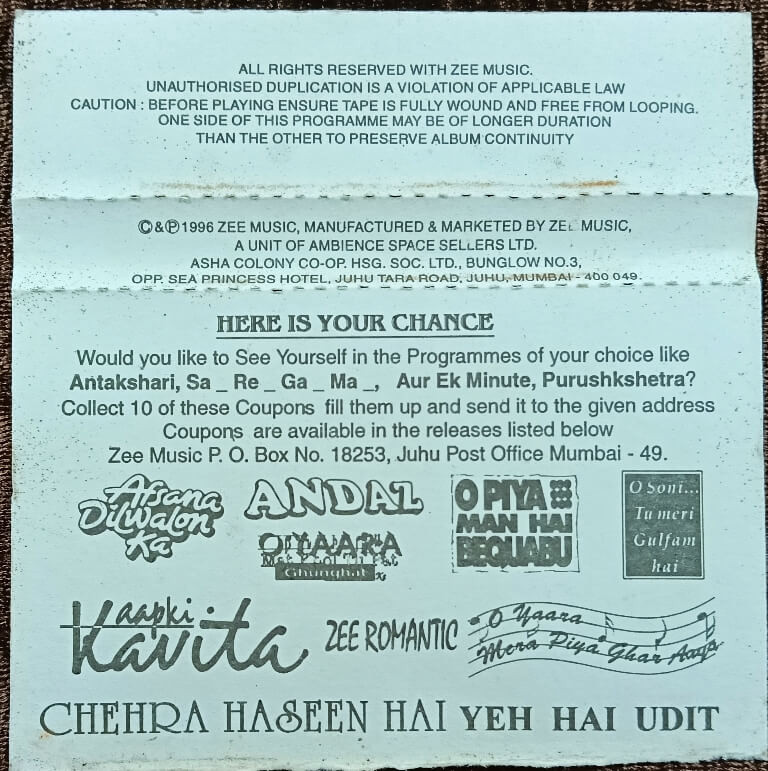 ALL RIGHTS RESERVED WITH ZEE MUSIC.
UNAUTHORISED DUPLICATION IS A VIOLATION OF APPLICABLE LAW
CAUTION : BEFORE PLAYING ENSURE TAPE IS FULLY WOUND AND FREE FROM LOOPING.
ONE SIDE OF THIS PROGRAMME MAY BE OF LONGER DURATION
THAN THE OTHER TO PRESERVE ALBUM CONTINUITY
©&℗1996 ZEE MUSIC, MANUFACTURED & MARKETED BY ZEE MUSIC,
A UNIT OF AMBIENCE SPACE SELLERS LTD.
ASHA COLONY CO-OP. HSG. SOC. LTD., BUNGLOW NO.3,
OPP. SEA PRINCESS HOTEL, JUHU TARA ROAD, JUHU, MUMBAI - 400 049.
HERE IS YOUR CHANCE
Would you like to See Yourself in the Programmes of your choice like
Antakshari, Sa _ Re _ Ga _ Ma _, Aur Ek Minute, Purushkshetra?
Collect 10 of these Coupons fill them up and send it to the given address
Coupons are available in the releases listed below
Zee Music P. O. Box No. 18253, Juhu Post Office Mumbai - 49.
Afsana
Dilwalon
Ka
ANDAZ
O YAARA
Ghunghat
O PIYA
MAN HAI
BEQUABU
O Soni...
Tu meri
Gulfam
hai
aapki
Kavita
ZEE ROMANTIC
O Yaara
Mera Piya Ghar Aaya
CHEHRA HASEEN HAI YEH HAI UDIT